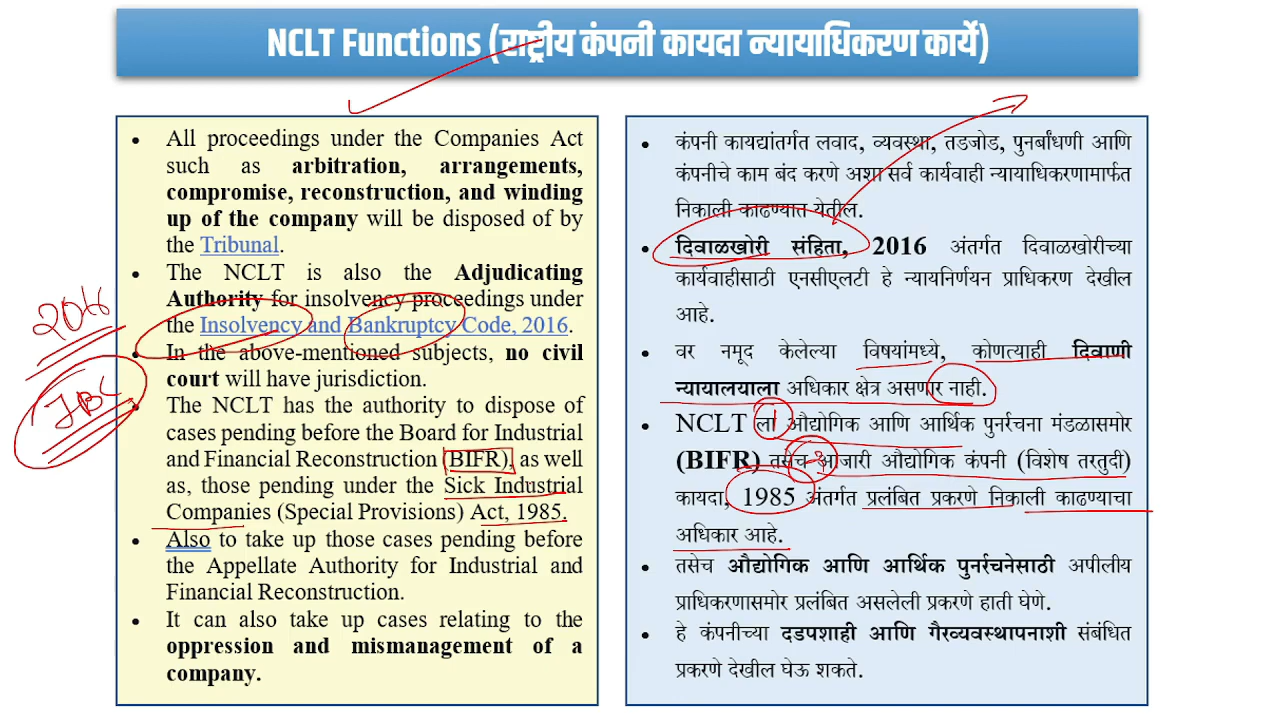 NCLT Functions (राष्ट्रीय कंपनी कायदा न्यायाधिकरण कार्ये)
• All proceedings under the Companies Act
such as arbitration, arrangements,
compromise, reconstruction, and winding
up of the company will be disposed of by
the Tribunal.
• The NCLT is also the Adjudicating
Authority for insolvency proceedings under
the Insolvency and Bankruptcy Code, 2016.
• In the above-mentioned subjects, no civil
court will have jurisdiction.
• The NCLT has the authority to dispose of
cases pending before the Board for Industrial
and Financial Reconstruction (BIFR), as well
as, those pending under the Sick Industrial
Companies (Special Provisions) Act, 1985.
• Also to take up those cases pending before
the Appellate Authority for Industrial and
Financial Reconstruction.
• It can also take up cases relating to the
oppression and mismanagement of a
company.
2016
IBC
• कंपनी कायद्यांतर्गत लवाद, व्यवस्था, तडजोड, पुनर्बांधणी आणि
कंपनीचे काम बंद करणे अशा सर्व कार्यवाही न्यायाधिकरणामार्फत
निकाली काढण्यात येतील.
• दिवाळखोरी संहिता, 2016 अंतर्गत दिवाळखोरीच्या
कार्यवाहीसाठी एनसीएलटी हे न्यायनिर्णयन प्राधिकरण देखील
आहे.
• वर नमूद केलेल्या विषयांमध्ये, कोणत्याही दिवाणी
न्यायालयाला अधिकार क्षेत्र असणार नाही.
• NCLT ला औद्योगिक आणि आर्थिक पुनर्रचना मंडळासमोर
(BIFR) तसेच आजारी औद्योगिक कंपनी (विशेष तरतुदी)
कायदा, 1985 अंतर्गत प्रलंबित प्रकरणे निकाली काढण्याचा
अधिकार आहे.
• तसेच औद्योगिक आणि आर्थिक पुनर्रचनेसाठी अपीलीय
प्राधिकरणासमोर प्रलंबित असलेली प्रकरणे हाती घेणे.
• हे कंपनीच्या दडपशाही आणि गैरव्यवस्थापनाशी संबंधित
प्रकरणे देखील घेऊ शकते.